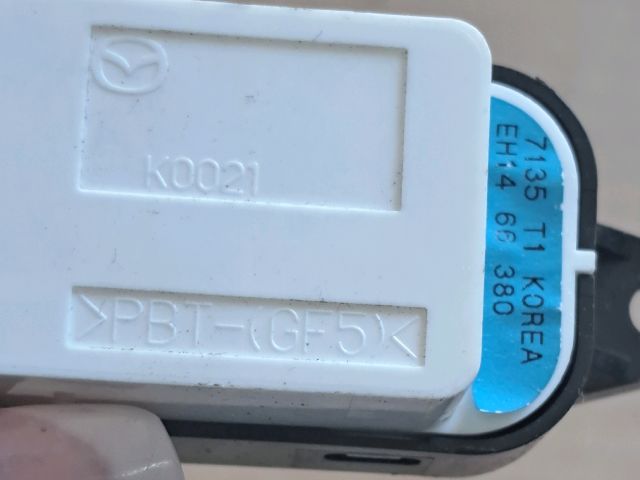 K0021
>PBT-(GF5)<
7135 T1 KOREA
EH14 66 380